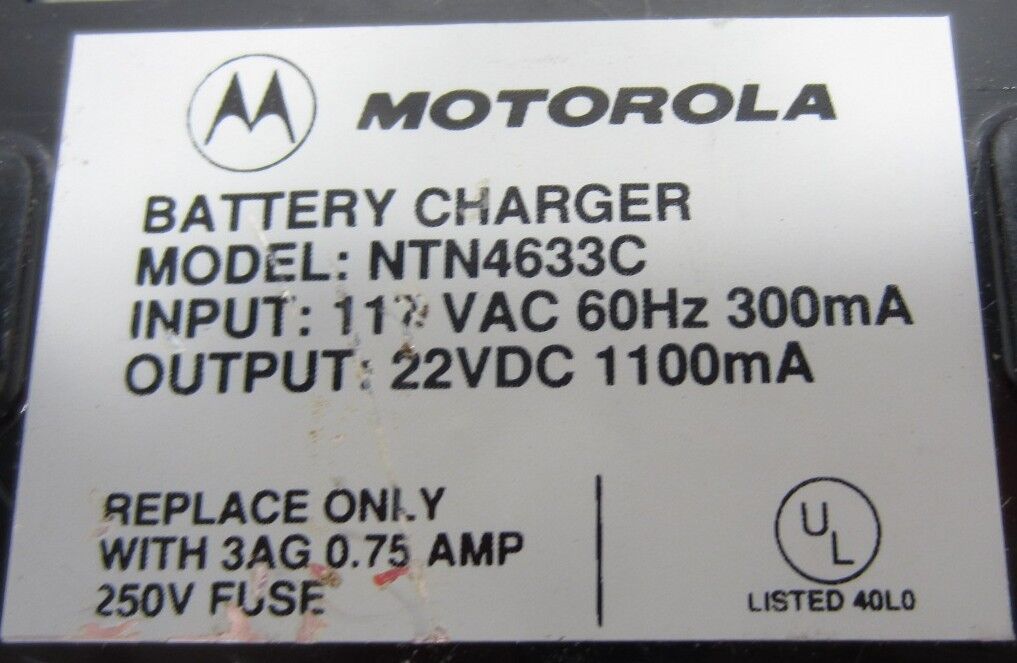 MOTOROLA
BATTERY CHARGER
MODEL: NTN4633C
INPUT: VAC 60Hz 300mA
OUTPUT: 22VDC 1100mA
REPLACE ONLY
WITH 3AG 0.75 AMP
250V FUSE
UL
LISTED 40L0